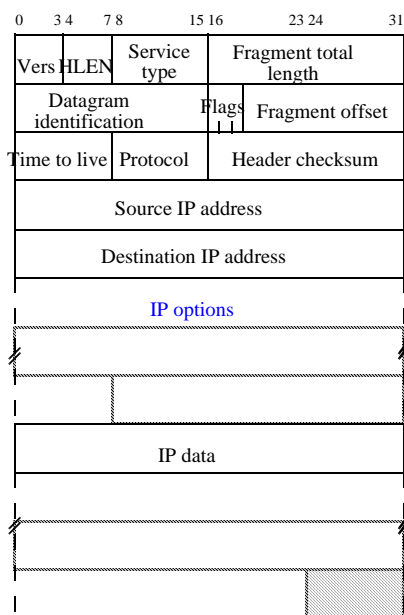 0 3 4 7 8 15 16 23 24 31
Vers HLEN Service type Fragment total length
Datagram identification Flags Fragment offset
Time to live Protocol Header checksum
Source IP address
Destination IP address
IP options
IP data